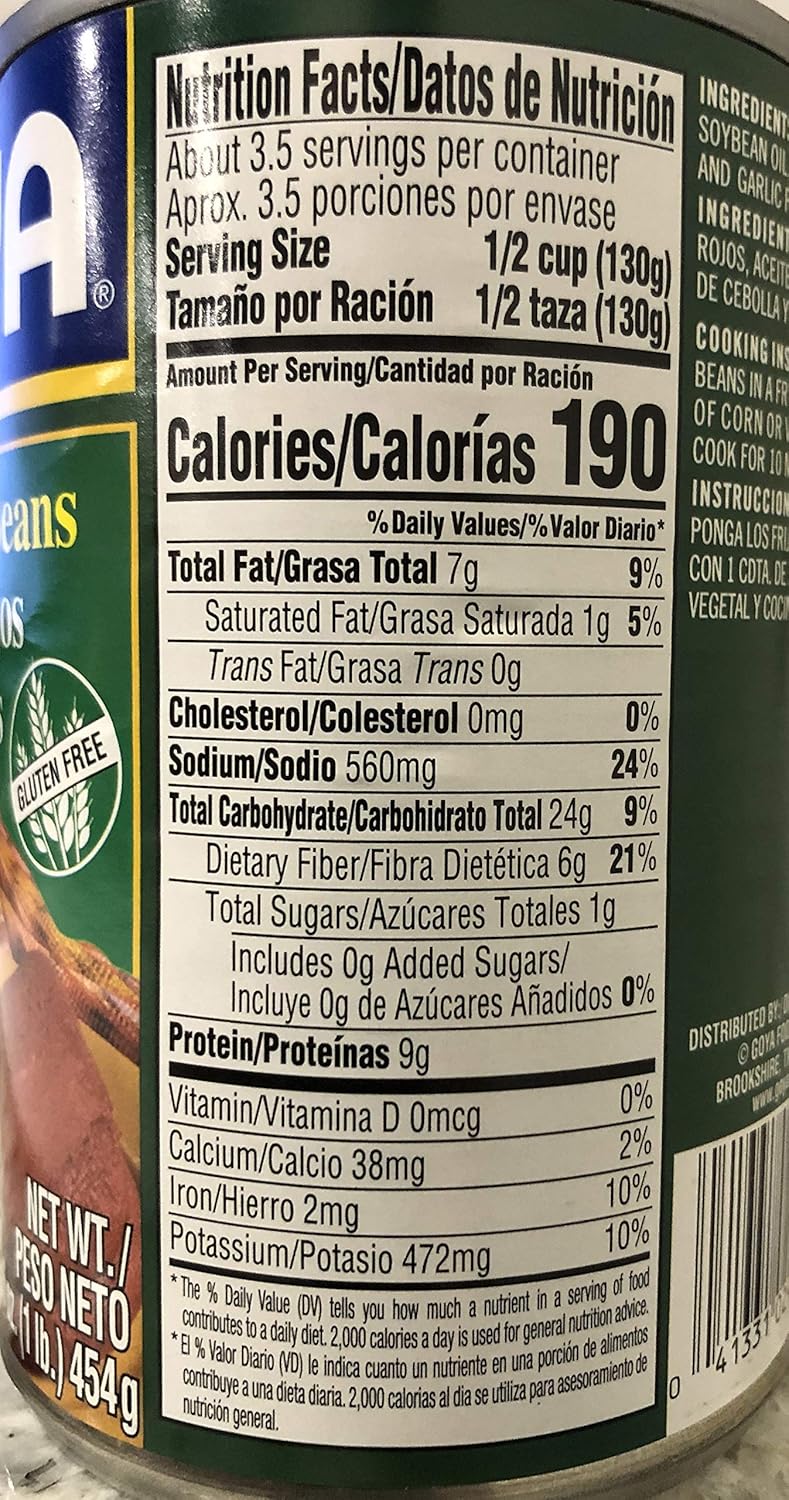 A®
eans
os
GLUTEN FREE
NET WT./
PESO NETO
(1 lb.) 454g
Nutrition Facts/Datos de Nutrición
About 3.5 servings per container
Aprox. 3.5 porciones por envase
Serving Size 1/2 cup (130g)
Tamaño por Ración 1/2 taza (130g)
Amount Per Serving/Cantidad por Ración
Calories/Calorías 190
% Daily Values/% Valor Diario*
Total Fat/Grasa Total 7g 9%
Saturated Fat/Grasa Saturada 1g 5%
Trans Fat/Grasa Trans 0g
Cholesterol/Colesterol 0mg 0%
Sodium/Sodio 560mg 24%
Total Carbohydrate/Carbohidrato Total 24g 9%
Dietary Fiber/Fibra Dietética 6g 21%
Total Sugars/Azúcares Totales 1g
Includes 0g Added Sugars/
Incluye 0g de Azúcares Añadidos 0%
Protein/Proteínas 9g
Vitamin/Vitamina D 0mcg 0%
Calcium/Calcio 38mg 2%
Iron/Hierro 2mg 10%
Potassium/Potasio 472mg 10%
* The % Daily Value (DV) tells you how much a nutrient in a serving of food
contributes to a daily diet. 2,000 calories a day is used for general nutrition advice.
* El % Valor Diario (VD) le indica cuanto un nutriente en una porción de alimentos
contribuye a una dieta diaria. 2,000 calorias al dia se utiliza para asesoramiento de
nutrición general.
INGREDIENT
SOYBEAN OIL
AND GARLIC
INGREDIENT
ROJOS, ACEITE
DE CEBOLLA Y
COOKING INS
BEANS IN A FR
OF CORN OR
COOK FOR 10
INSTRUCCION
PONGA LOS FRI
CON 1 CDTA. DE
VEGETAL Y COCI
DISTRIBUTED BY:
© GOYA FO
BROOKSHIRE,
www.go
0 41331